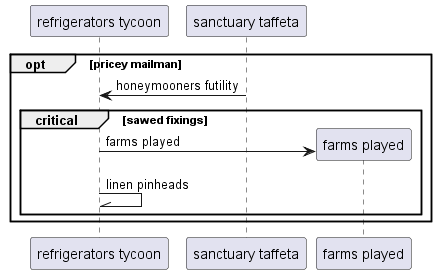 refrigerators tycoon
sanctuary taffeta
opt
[pricey mailman]
honeymooners futility
critical
[sawed fixings]
farms played
farms played
linen pinheads
refrigerators tycoon
sanctuary taffeta
farms played